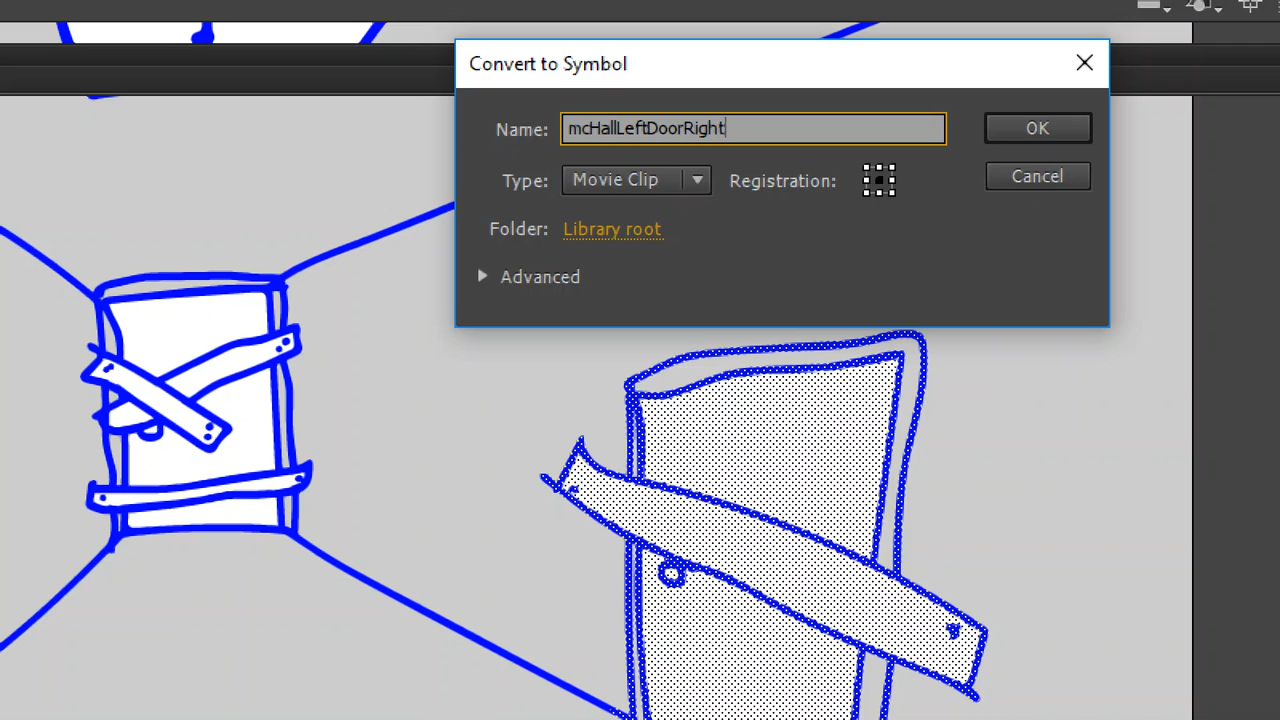 Convert to Symbol
Name: mcHallLeftDoorRight OK
Type: Movie Clip Registration: Cancel
Folder: Library root
Advanced